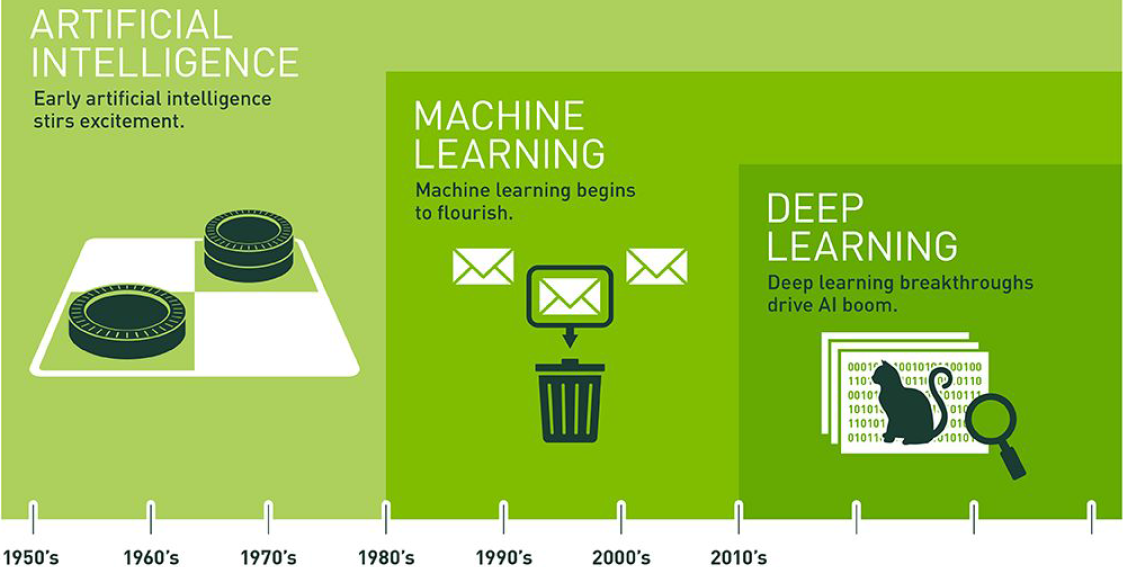 ARTIFICIAL
INTELLIGENCE
Early artificial intelligence
stirs excitement.
MACHINE
LEARNING
Machine learning begins
to flourish.
DEEP
LEARNING
Deep learning breakthroughs
drive AI boom.
1950's
1960's
1970's
1980's
1990's
2000's
2010's